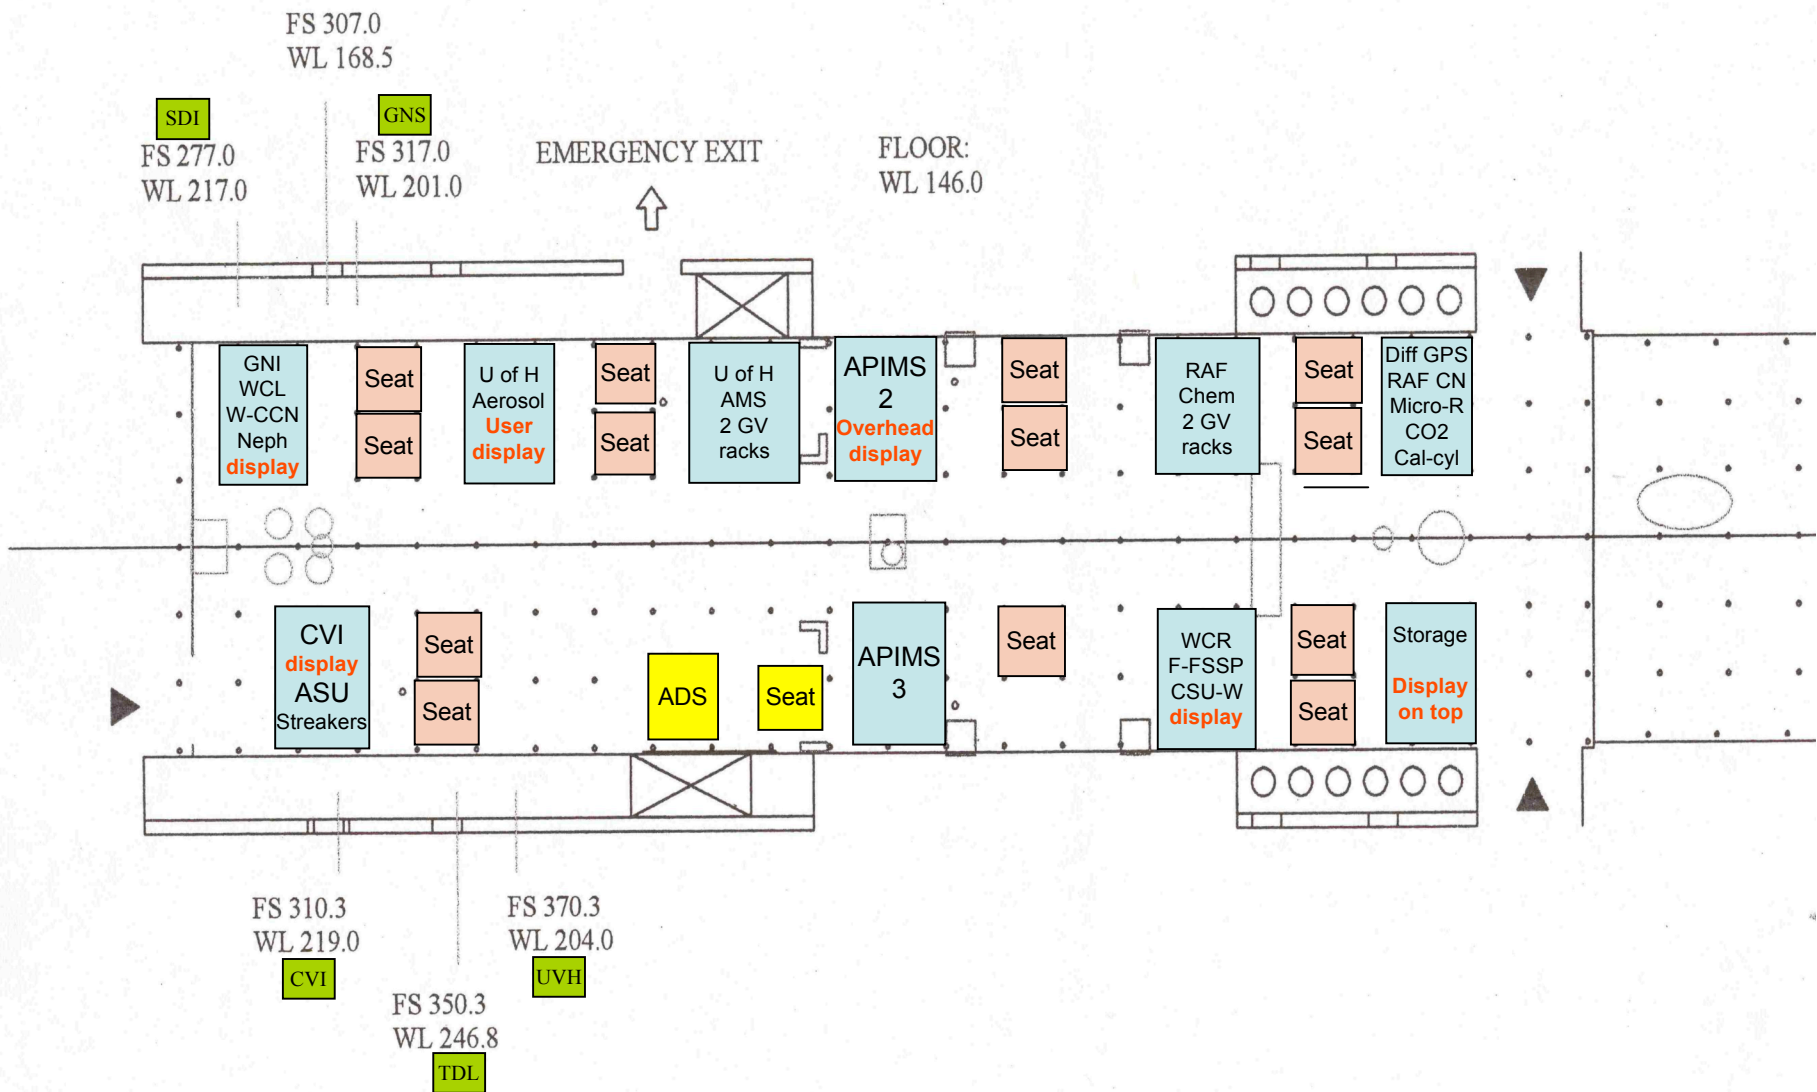 FS 307.0
WL 168.5
SDI
FS 277.0
WL 217.0
GNS
FS 317.0
WL 201.0
EMERGENCY EXIT
FLOOR:
WL 146.0
GNI
WCL
W-CCN
Neph
display
Seat
Seat
U of H
Aerosol
User
display
Seat
Seat
U of H
AMS
2 GV
racks
APIMS
2
Overhead
display
Seat
Seat
RAF
Chem
2 GV
racks
Seat
Seat
Diff GPS
RAF CN
Micro-R
CO2
Cal-cyl
CVI
display
ASU
Streakers
Seat
Seat
ADS
Seat
APIMS
3
Seat
WCR
F-FSSP
CSU-W
display
Seat
Seat
Storage
Display
on top
FS 310.3
WL 219.0
CVI
FS 350.3
WL 246.8
TDL
FS 370.3
WL 204.0
UVH